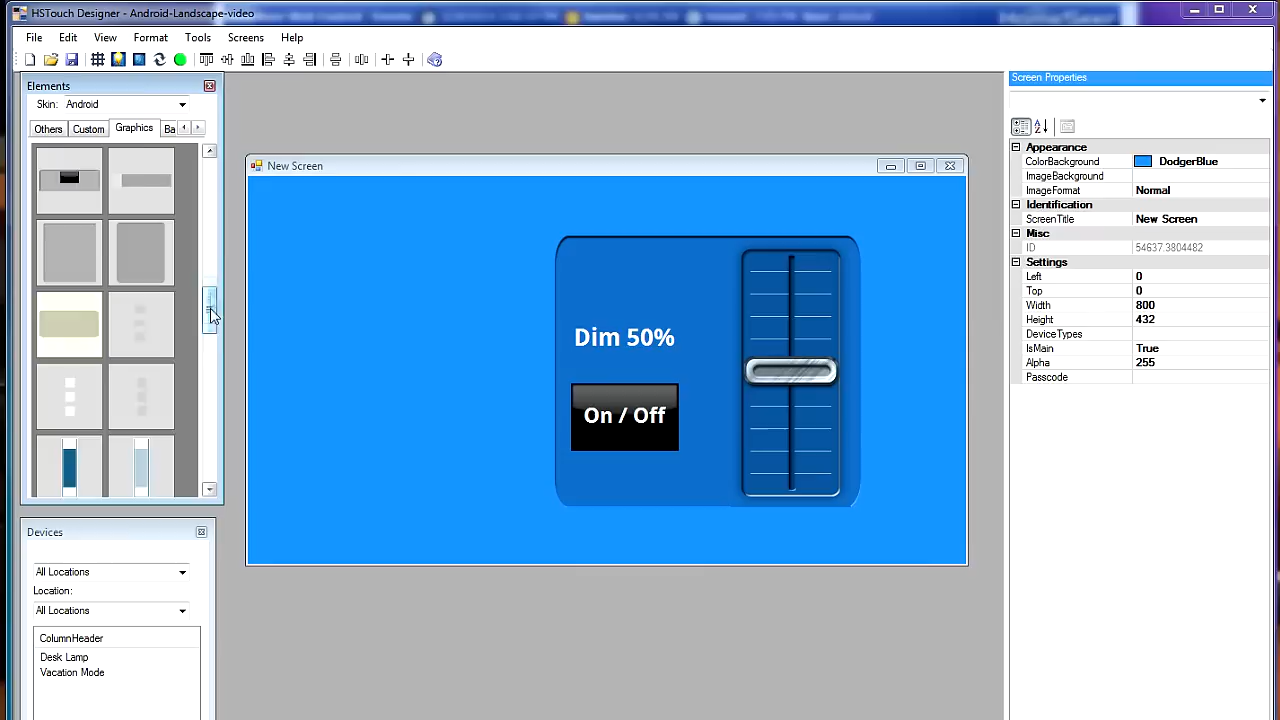 HSTouch Designer - Android-Landscape-video
File Edit View Format Tools Screens Help
Elements
Skin: Android
Others Custom Graphics Ba
New Screen
Dim 50%
On / Off
Devices
All Locations
Location:
All Locations
ColumnHeader
Desk Lamp
Vacation Mode
Screen Properties
Appearance
ColorBackground DodgerBlue
ImageBackground
ImageFormat Normal
Identification
ScreenTitle New Screen
Misc
ID 54637.3804482
Settings
Left 0
Top 0
Width 800
Height 432
DeviceTypes
IsMain True
Alpha 255
Passcode